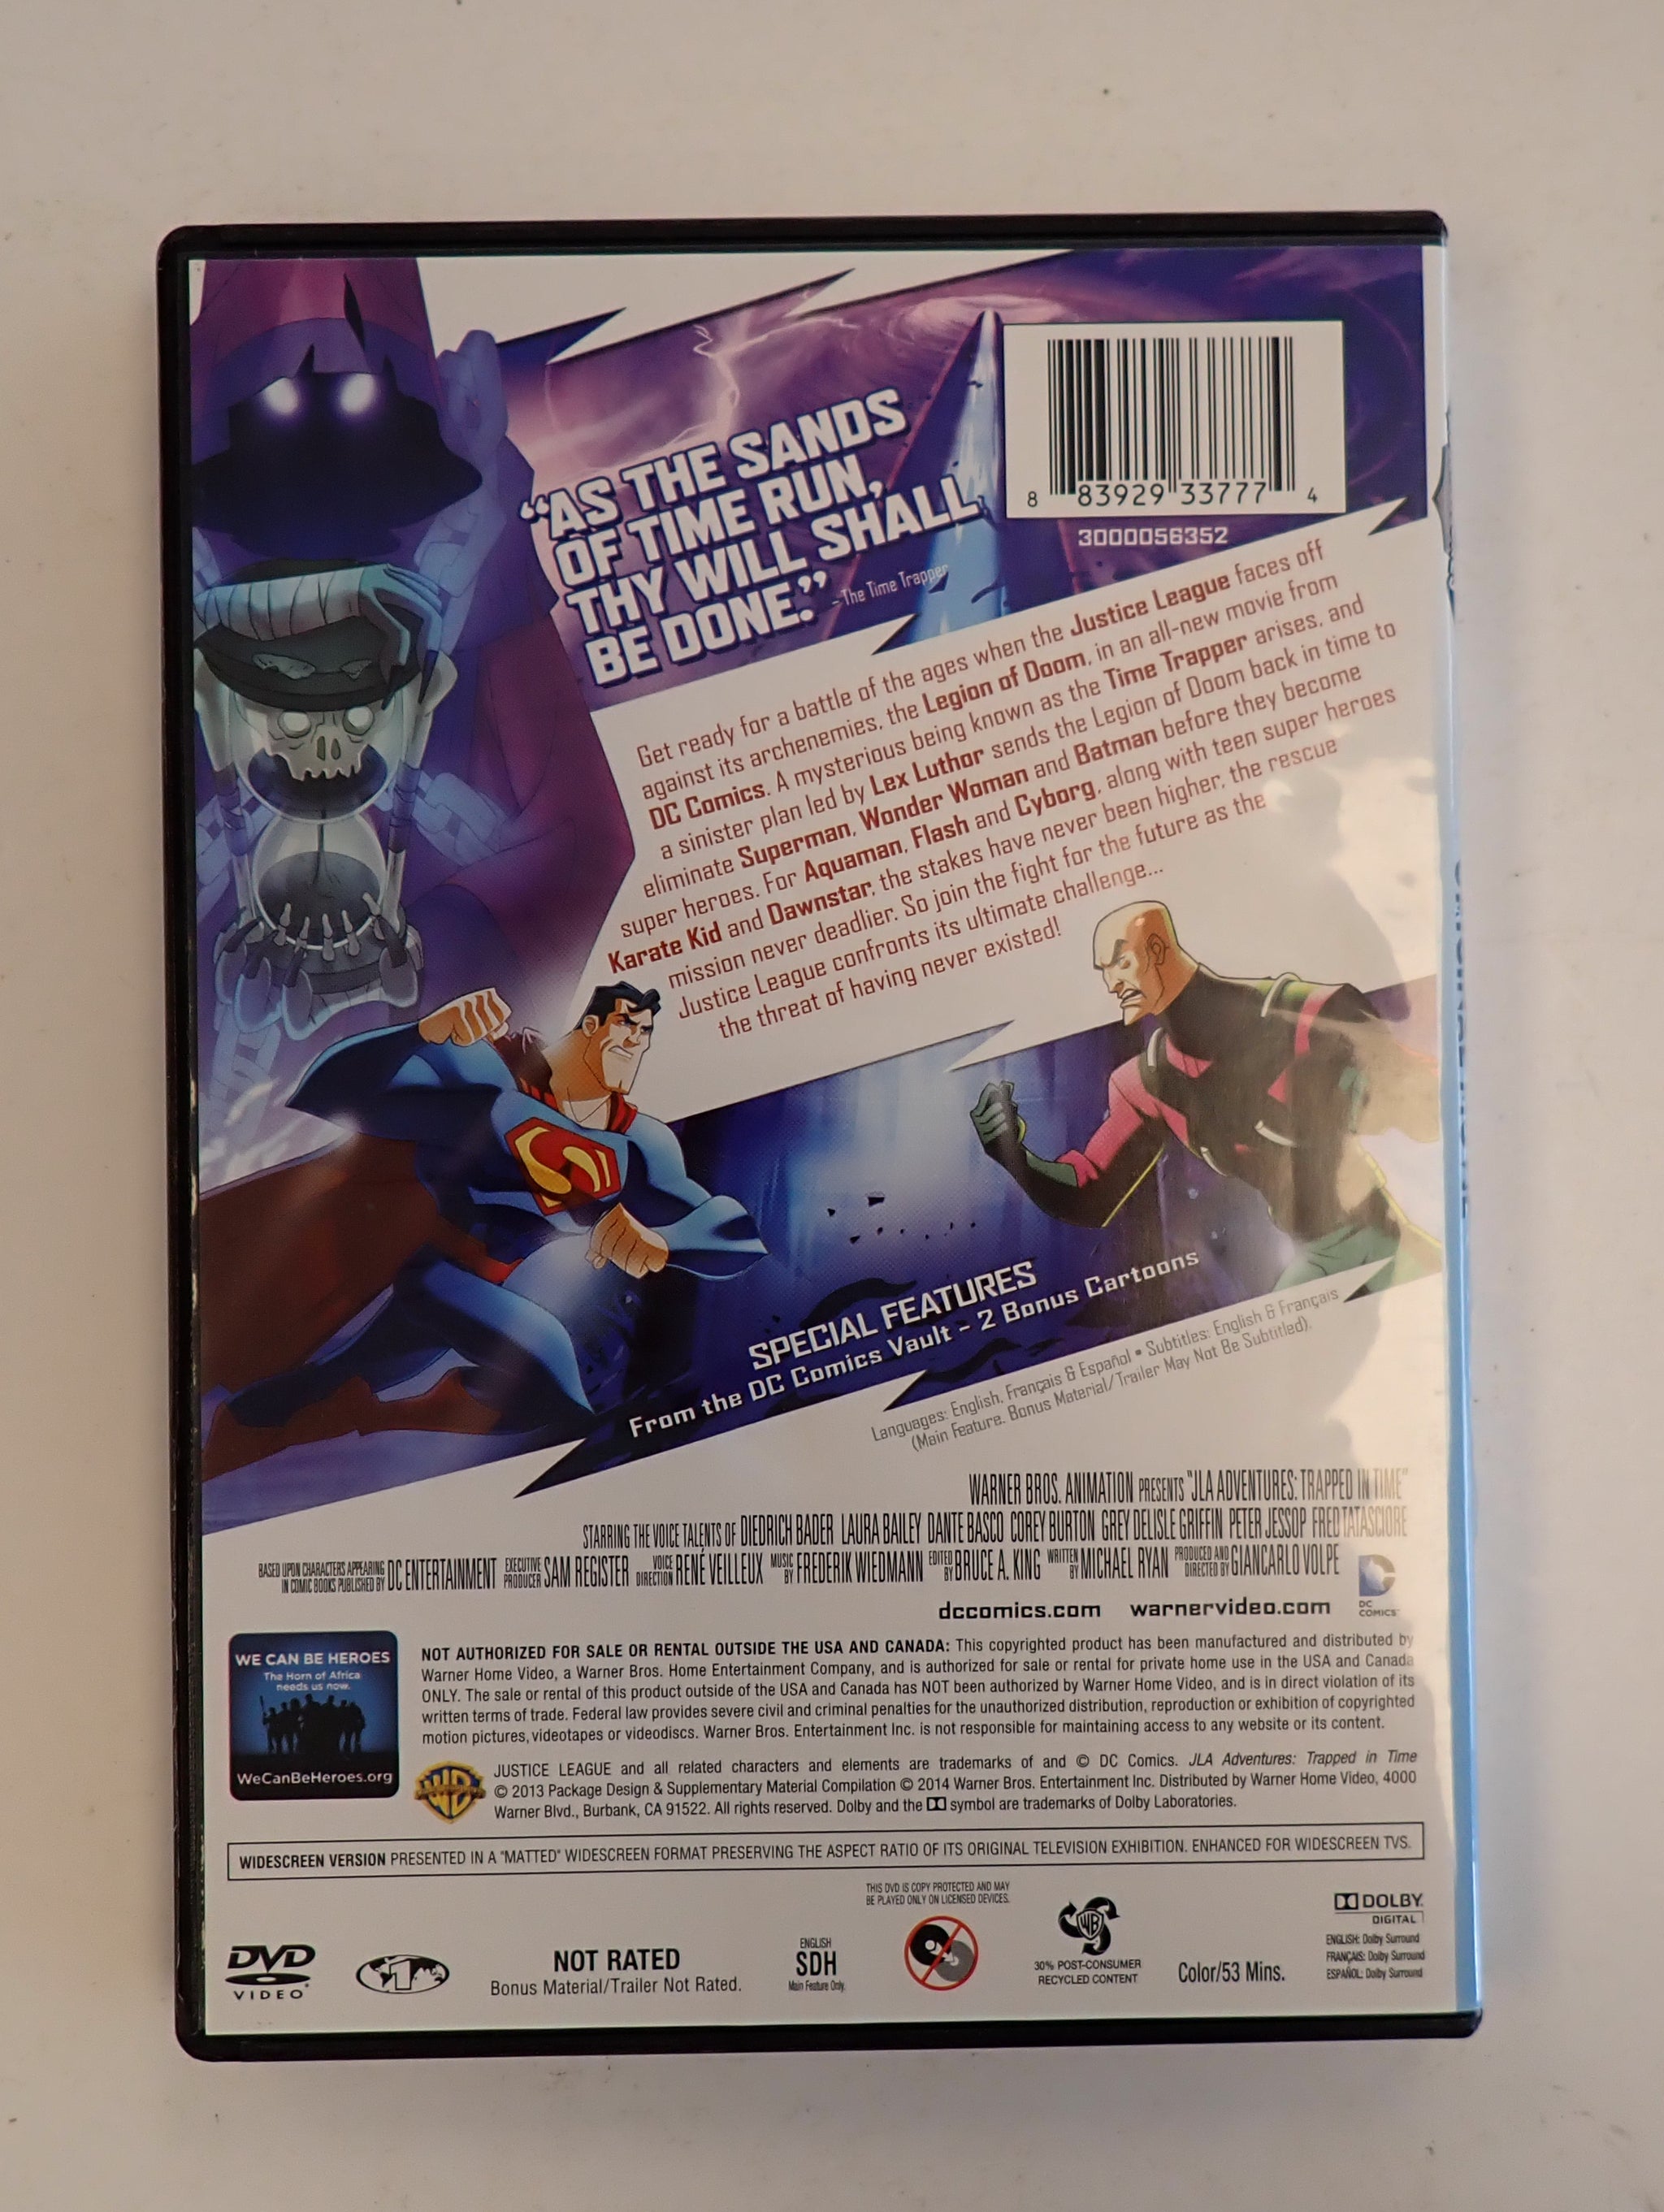 "AS THE SANDS
OF TIME RUN,
THY WILL SHALL
BE DONE."
- The Time Trapper
8 83929 33777 4
3000056352
Get ready for a battle of the ages when the Justice League faces off
against its archenemies, the Legion of Doom, in an all-new movie from
DC Comics. A mysterious being known as the Time Trapper arises, and
a sinister plan led by Lex Luthor sends the Legion of Doom back in time to
eliminate Superman, Wonder Woman and Batman before they become
super heroes. For Aquaman, Flash and Cyborg, along with teen super heroes
Karate Kid and Dawnstar, the stakes have never been higher, the rescue
mission never deadlier. So join the fight for the future as the
Justice League confronts its ultimate challenge...
the threat of having never existed!
SPECIAL FEATURES
From the DC Comics Vault - 2 Bonus Cartoons
Languages: English, Français & Español • Subtitles: English & Français
(Main Feature. Bonus Material/Trailer May Not Be Subtitled).
WARNER BROS. ANIMATION PRESENTS "JLA ADVENTURES: TRAPPED IN TIME"
STARRING THE VOICE TALENTS OF DIEDRICH BADER LAURA BAILEY DANTE BASCO COREY BURTON GREY DELISLE GRIFFIN PETER JESSOP FRED TATASCIORE
BASED UPON CHARACTERS APPEARING IN COMIC BOOKS PUBLISHED BY DC ENTERTAINMENT EXECUTIVE PRODUCER SAM REGISTER VOICE DIRECTION RENÉ VEILLEUX MUSIC BY FREDERIK WIEDMANN EDITED BY BRUCE A. KING WRITTEN BY MICHAEL RYAN PRODUCED AND DIRECTED BY GIANCARLO VOLPE
DC COMICS™
dccomics.com warnervideo.com
WE CAN BE HEROES
The Horn of Africa
needs us now.
WeCanBeHeroes.org
NOT AUTHORIZED FOR SALE OR RENTAL OUTSIDE THE USA AND CANADA: This copyrighted product has been manufactured and distributed by
Warner Home Video, a Warner Bros. Home Entertainment Company, and is authorized for sale or rental for private home use in the USA and Canada
ONLY. The sale or rental of this product outside of the USA and Canada has NOT been authorized by Warner Home Video, and is in direct violation of its
written terms of trade. Federal law provides severe civil and criminal penalties for the unauthorized distribution, reproduction or exhibition of copyrighted
motion pictures, videotapes or videodiscs. Warner Bros. Entertainment Inc. is not responsible for maintaining access to any website or its content.
WB
JUSTICE LEAGUE and all related characters and elements are trademarks of and © DC Comics. JLA Adventures: Trapped in Time
© 2013 Package Design & Supplementary Material Compilation © 2014 Warner Bros. Entertainment Inc. Distributed by Warner Home Video, 4000
Warner Blvd., Burbank, CA 91522. All rights reserved. Dolby and the DD symbol are trademarks of Dolby Laboratories.
WIDESCREEN VERSION PRESENTED IN A "MATTED" WIDESCREEN FORMAT PRESERVING THE ASPECT RATIO OF ITS ORIGINAL TELEVISION EXHIBITION. ENHANCED FOR WIDESCREEN TVS.
DVD
VIDEO
1
NOT RATED
Bonus Material/Trailer Not Rated.
ENGLISH
SDH
Main Feature Only.
THIS DVD IS COPY PROTECTED AND MAY
BE PLAYED ONLY ON LICENSED DEVICES.
WB
30% POST-CONSUMER
RECYCLED CONTENT
Color/53 Mins.
DOLBY
DIGITAL
ENGLISH: Dolby Surround
FRANÇAIS: Dolby Surround
ESPAÑOL: Dolby Surround